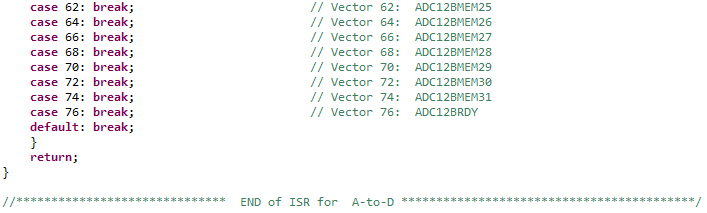 case 62: break; // Vector 62: ADC12BMEM25
case 64: break; // Vector 64: ADC12BMEM26
case 66: break; // Vector 66: ADC12BMEM27
case 68: break; // Vector 68: ADC12BMEM28
case 70: break; // Vector 70: ADC12BMEM29
case 72: break; // Vector 72: ADC12BMEM30
case 74: break; // Vector 74: ADC12BMEM31
case 76: break; // Vector 76: ADC12BRDY
default: break;
}
return;
}
//****************************** END of ISR for A-to-D ******************************************/